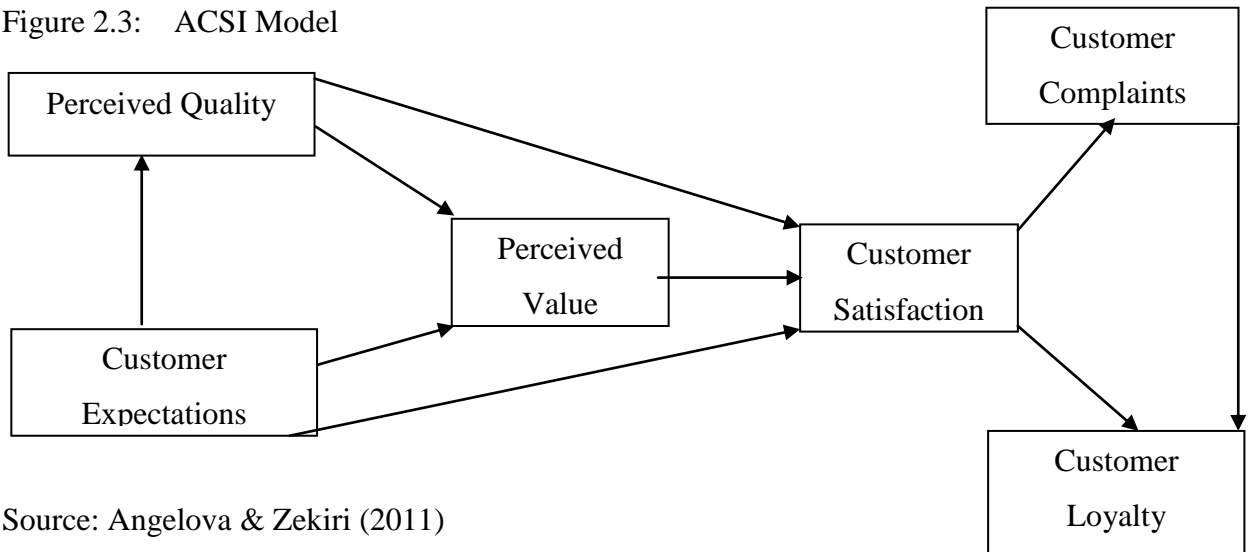 Figure 2.3: ACSI Model
Customer
Complaints
Perceived Quality
Perceived
Value
Customer
Satisfaction
Customer
Expectations
Customer
Loyalty
Source: Angelova & Zekiri (2011)